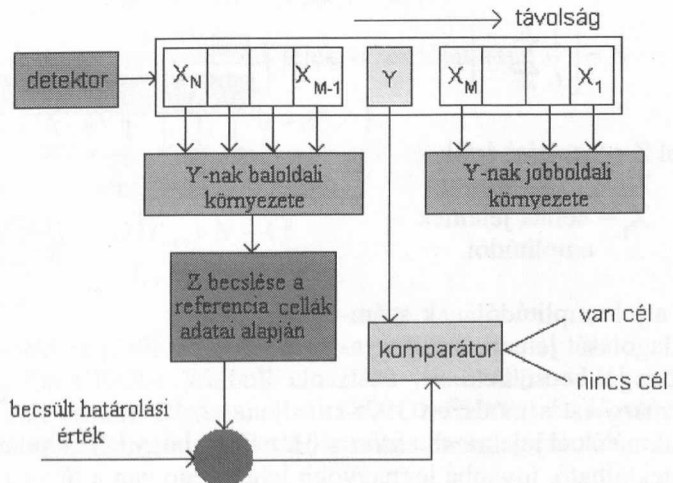 távolság
detektor
X_N
X_M-1
Y
X_M
X_1
Y-nak baloldali
környezete
Y-nak jobboldali
környezete
Z becslése a
referencia cellák
adatai alapján
komparátor
van cél
nincs cél
becsült határolási
érték